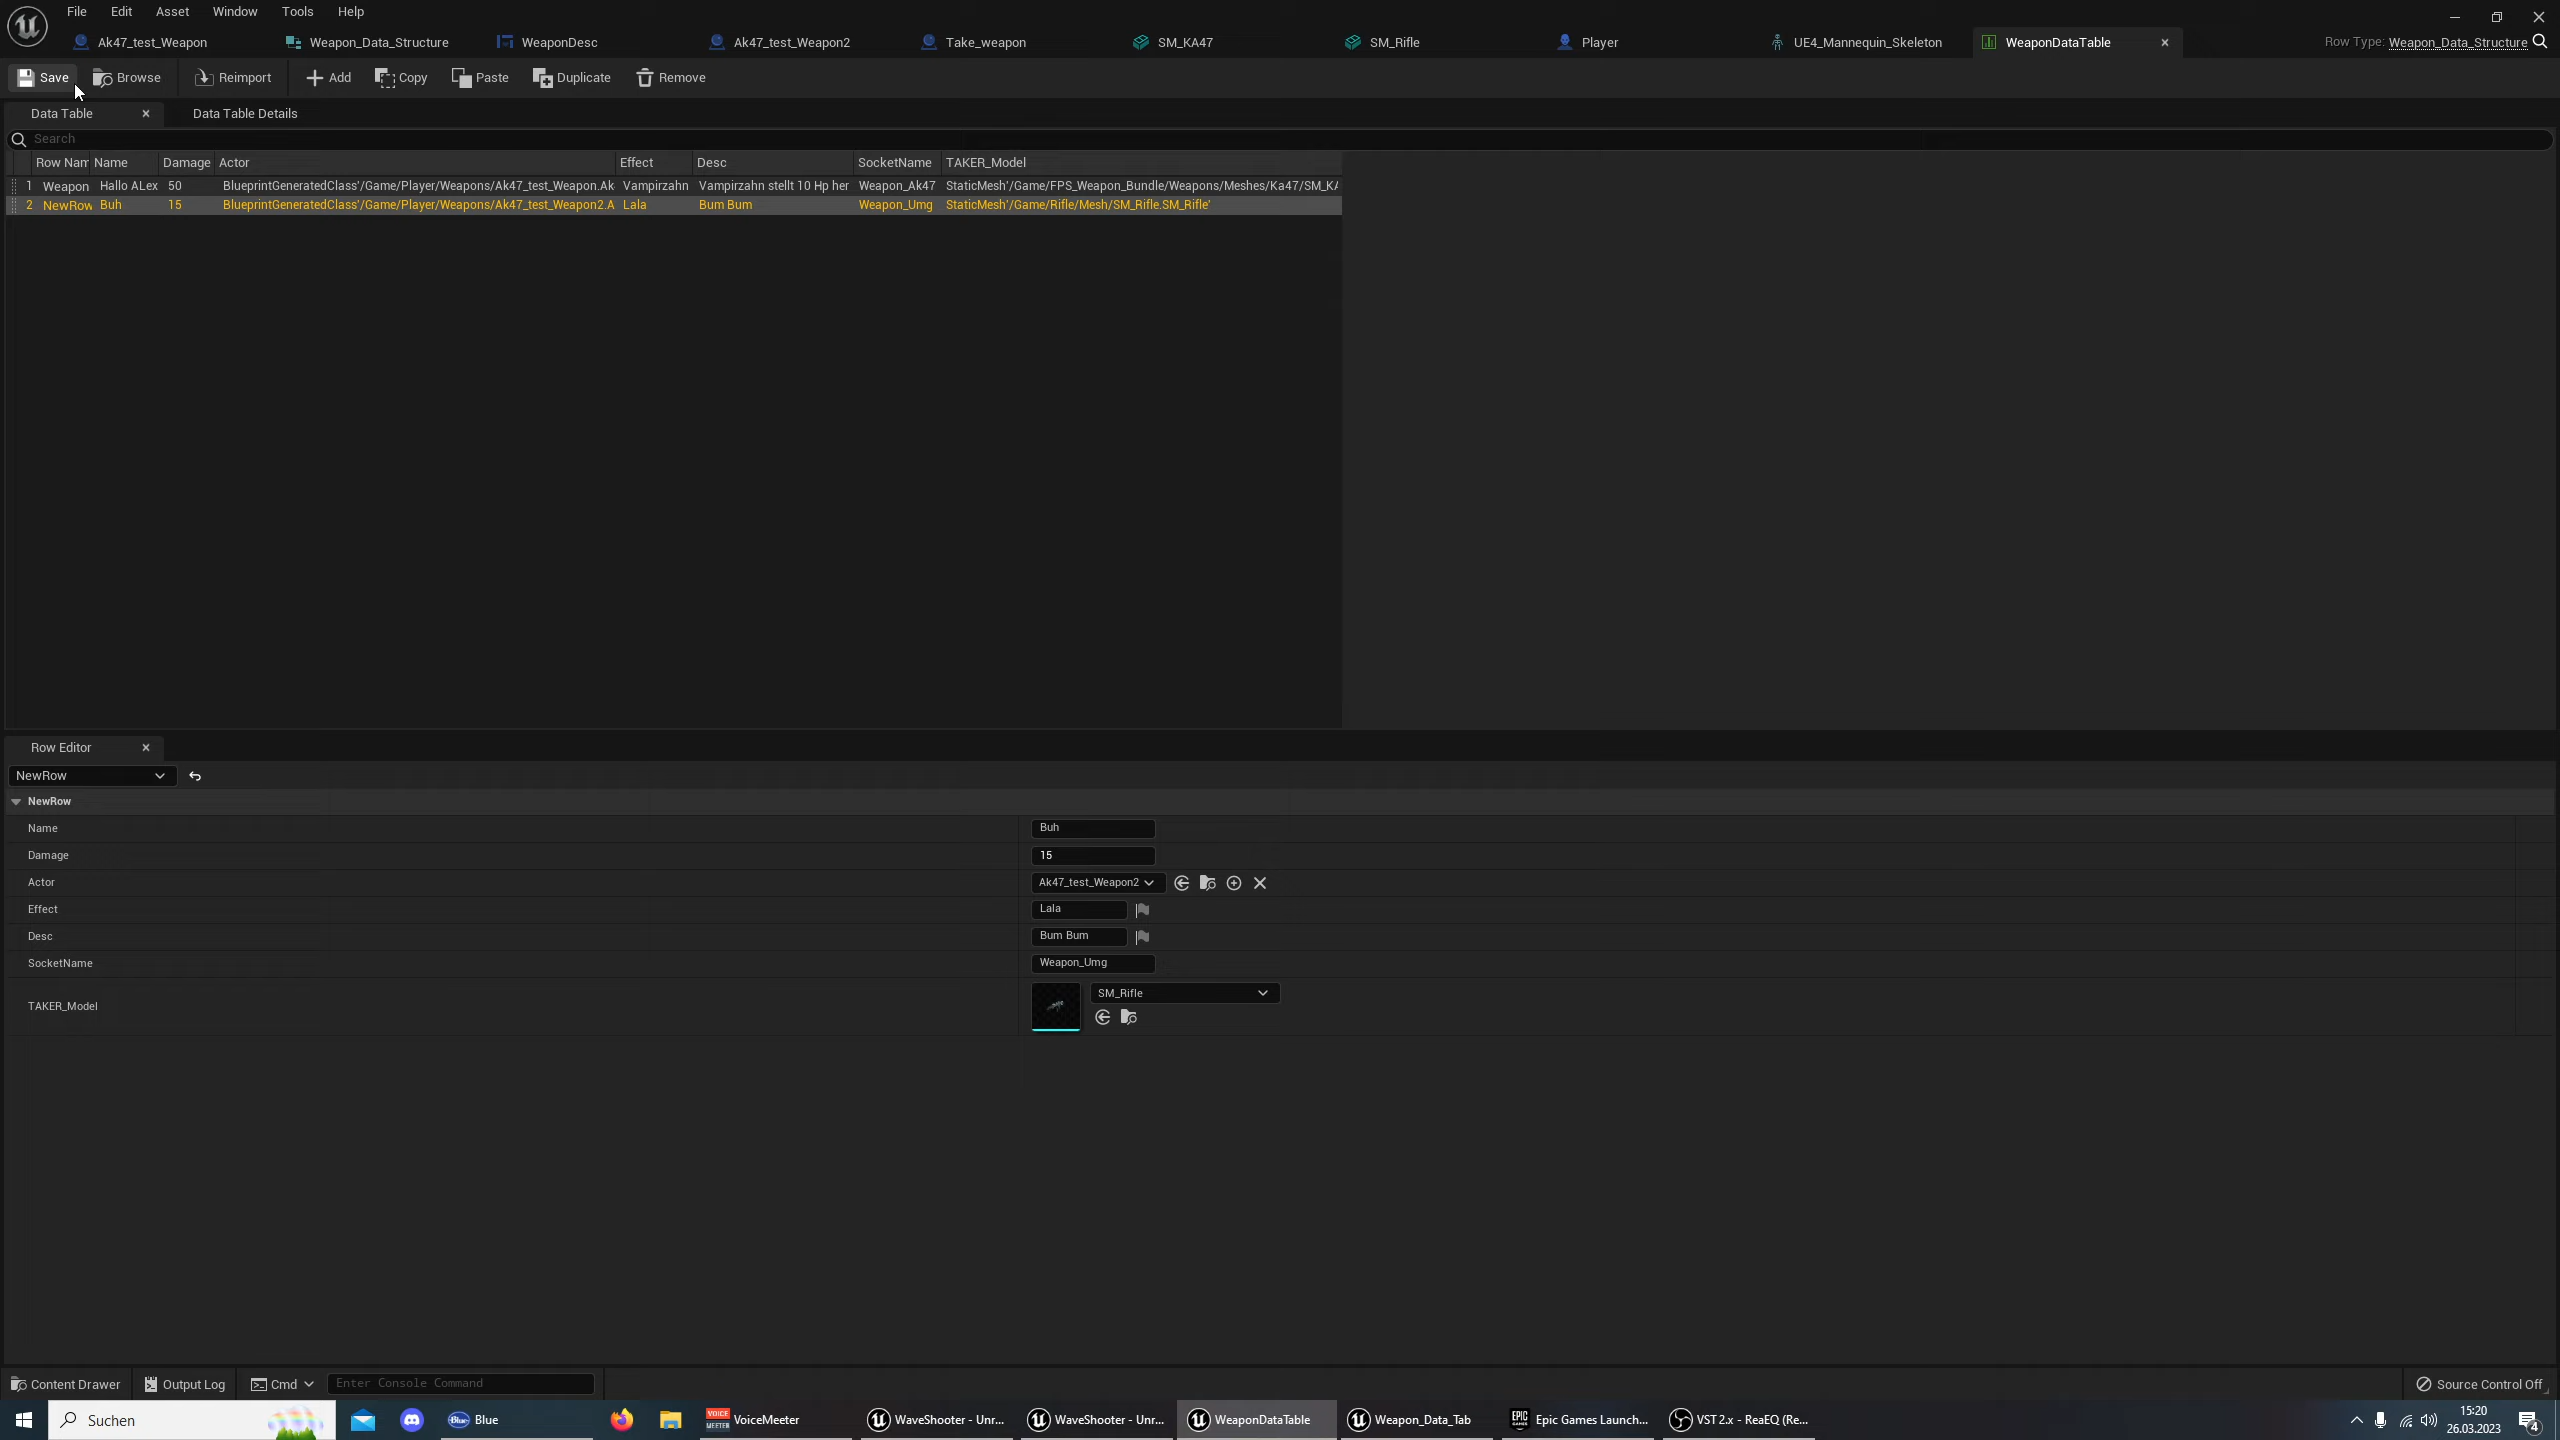 File Edit Asset Window Tools Help
Ak47_test_Weapon Weapon_Data_Structure WeaponDesc Ak47_test_Weapon2 Take_weapon SM_KA47 SM_Rifle Player UE4_Mannequin_Skeleton WeaponDataTable Row Type: Weapon_Data_Structure
Save Browse Reimport Add Copy Paste Duplicate Remove
Data Table Data Table Details
Search
Row Nam Name Damage Actor Effect Desc SocketName TAKER_Model
1 Weapon Hallo ALex 50 BlueprintGeneratedClass'/Game/Player/Weapons/Ak47_test_Weapon.Ak Vampirzahn Vampirzahn stellt 10 Hp her Weapon_Ak47 StaticMesh'/Game/FPS_Weapon_Bundle/Weapons/Meshes/Ka47/SM_KA
2 NewRow Buh 15 BlueprintGeneratedClass'/Game/Player/Weapons/Ak47_test_Weapon2.A Lala Bum Bum Weapon_Umg StaticMesh'/Game/Rifle/Mesh/SM_Rifle.SM_Rifle'
Row Editor
NewRow
NewRow
Name Buh
Damage 15
Actor Ak47_test_Weapon2
Effect Lala
Desc Bum Bum
SocketName Weapon_Umg
TAKER_Model SM_Rifle
Content Drawer Output Log Cmd Enter Console Command Source Control Off
Suchen Blue VOICE MEETER VoiceMeeter WaveShooter - Unr... WaveShooter - Unr... WeaponDataTable Weapon_Data_Tab EPIC GAMES Epic Games Launch... VST 2.x - ReaEQ (Re... 15:20
26.03.2023 4